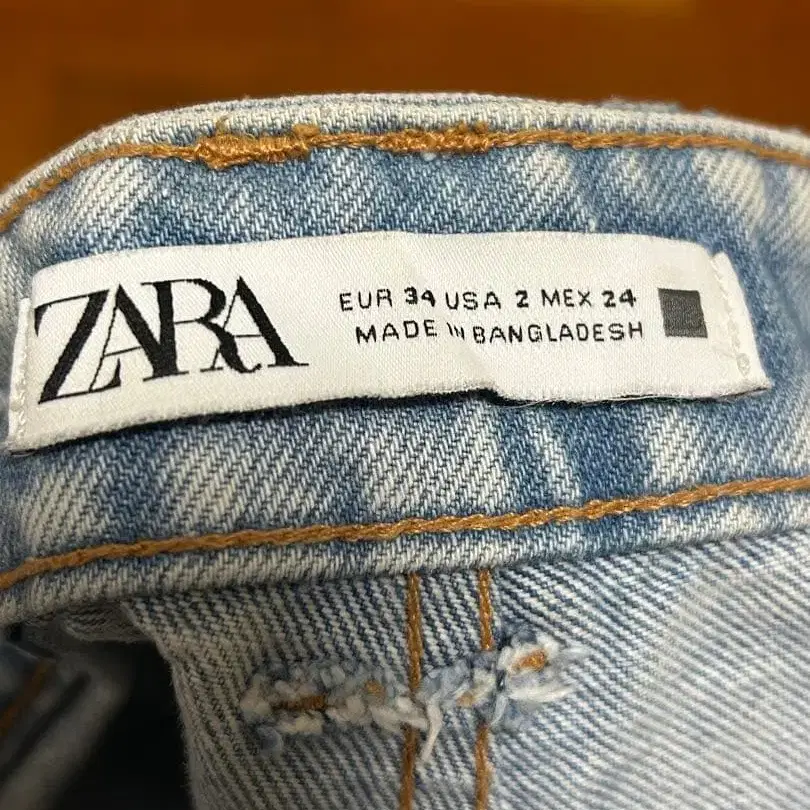 ZARA
EUR 34 USA 2 MEX 24
MADE IN BANGLADESH